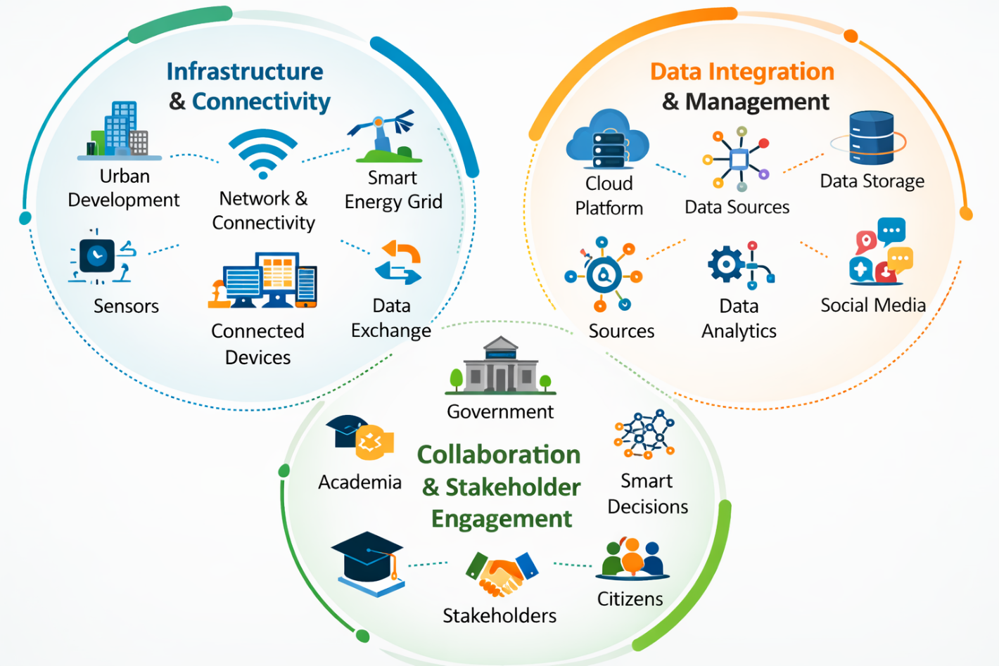 Infrastructure
& Connectivity
Urban
Development
Network &
Connectivity
Smart
Energy Grid
Sensors
Connected
Devices
Data
Exchange
Data Integration
& Management
Cloud
Platform
Data Sources
Data Storage
Sources
Data
Analytics
Social Media
Government
Collaboration
& Stakeholder
Engagement
Academia
Smart
Decisions
Stakeholders
Citizens